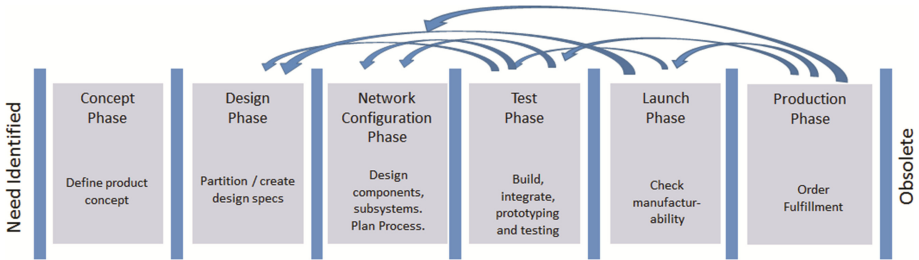 Need Identified
Concept
Phase
Define product
concept
Design
Phase
Partition / create
design specs
Network
Configuration
Phase
Design
components,
subsystems.
Plan Process.
Test
Phase
Build,
integrate,
prototyping
and testing
Launch
Phase
Check
manufactur-
ability
Production
Phase
Order
Fulfillment
Obsolete